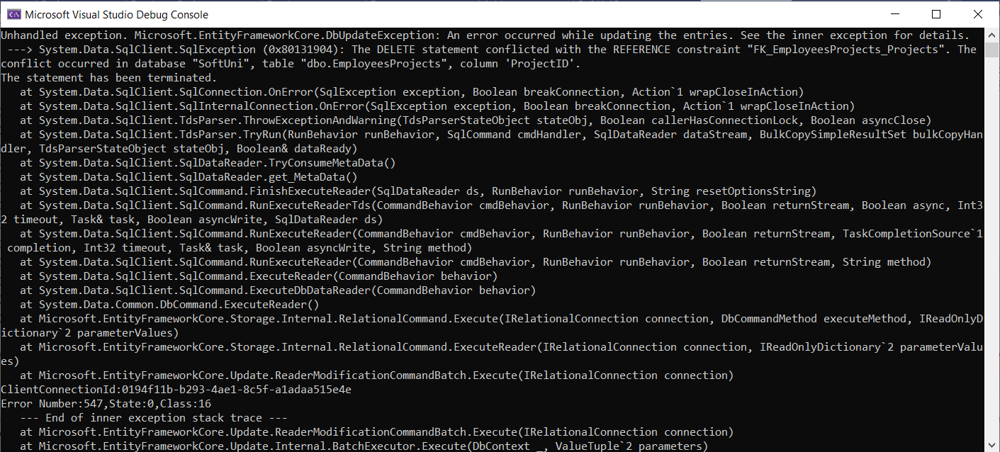 Microsoft Visual Studio Debug Console
Unhandled exception. Microsoft.EntityFrameworkCore.DbUpdateException: An error occurred while updating the entries. See the inner exception for details.
 ---> System.Data.SqlClient.SqlException (0x80131904): The DELETE statement conflicted with the REFERENCE constraint "FK_EmployeesProjects_Projects". The
conflict occurred in database "SoftUni", table "dbo.EmployeesProjects", column 'ProjectID'.
The statement has been terminated.
   at System.Data.SqlClient.SqlConnection.OnError(SqlException exception, Boolean breakConnection, Action`1 wrapCloseInAction)
   at System.Data.SqlClient.SqlInternalConnection.OnError(SqlException exception, Boolean breakConnection, Action`1 wrapCloseInAction)
   at System.Data.SqlClient.TdsParser.ThrowExceptionAndWarning(TdsParserStateObject stateObj, Boolean callerHasConnectionLock, Boolean asyncClose)
   at System.Data.SqlClient.TdsParser.TryRun(RunBehavior runBehavior, SqlCommand cmdHandler, SqlDataReader dataStream, BulkCopySimpleResultSet bulkCopyHan
dler, TdsParserStateObject stateObj, Boolean& dataReady)
   at System.Data.SqlClient.SqlDataReader.TryConsumeMetaData()
   at System.Data.SqlClient.SqlDataReader.get_MetaData()
   at System.Data.SqlClient.SqlCommand.FinishExecuteReader(SqlDataReader ds, RunBehavior runBehavior, String resetOptionsString)
   at System.Data.SqlClient.SqlCommand.RunExecuteReaderTds(CommandBehavior cmdBehavior, RunBehavior runBehavior, Boolean returnStream, Boolean async, Int3
2 timeout, Task& task, Boolean asyncWrite, SqlDataReader ds)
   at System.Data.SqlClient.SqlCommand.RunExecuteReader(CommandBehavior cmdBehavior, RunBehavior runBehavior, Boolean returnStream, TaskCompletionSource`1
 completion, Int32 timeout, Task& task, Boolean asyncWrite, String method)
   at System.Data.SqlClient.SqlCommand.RunExecuteReader(CommandBehavior cmdBehavior, RunBehavior runBehavior, Boolean returnStream, String method)
   at System.Data.SqlClient.SqlCommand.ExecuteReader(CommandBehavior behavior)
   at System.Data.SqlClient.SqlCommand.ExecuteDbDataReader(CommandBehavior behavior)
   at System.Data.Common.DbCommand.ExecuteReader()
   at Microsoft.EntityFrameworkCore.Storage.Internal.RelationalCommand.Execute(IRelationalConnection connection, DbCommandMethod executeMethod, IReadOnlyD
ictionary`2 parameterValues)
   at Microsoft.EntityFrameworkCore.Storage.Internal.RelationalCommand.ExecuteReader(IRelationalConnection connection, IReadOnlyDictionary`2 parameterValu
es)
   at Microsoft.EntityFrameworkCore.Update.ReaderModificationCommandBatch.Execute(IRelationalConnection connection)
ClientConnectionId:0194f11b-b293-4ae1-8c5f-a1adaa515e4e
Error Number:547,State:0,Class:16
   --- End of inner exception stack trace ---
   at Microsoft.EntityFrameworkCore.Update.ReaderModificationCommandBatch.Execute(IRelationalConnection connection)
   at Microsoft.EntityFrameworkCore.Update.Internal.BatchExecutor.Execute(DbContext _, ValueTuple`2 parameters)